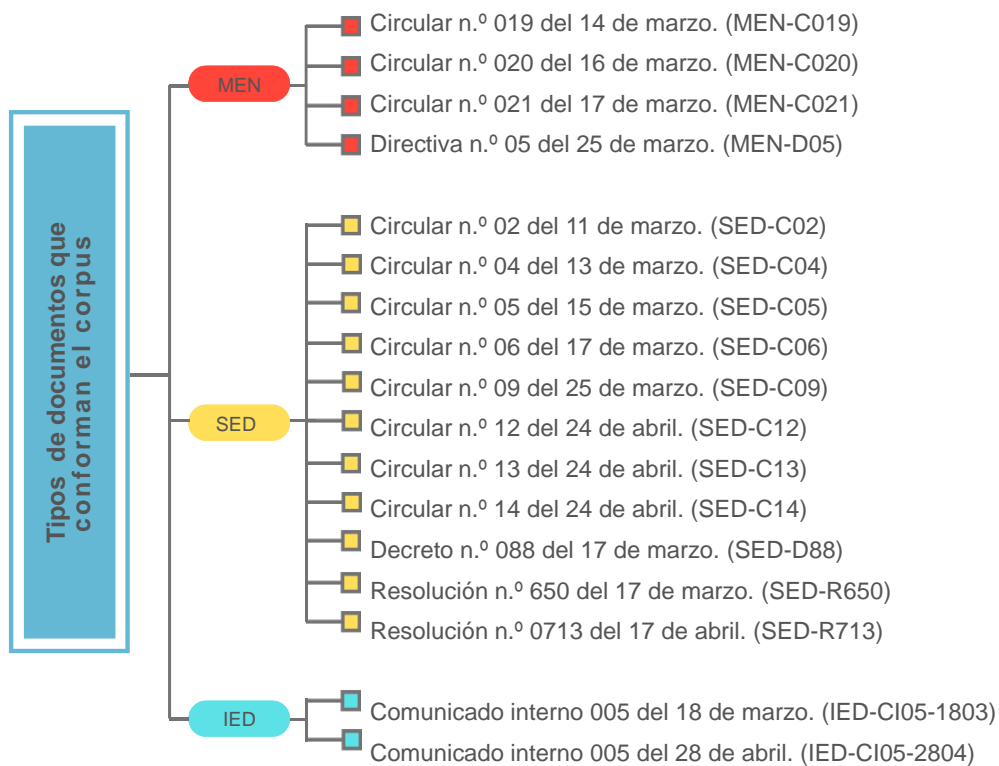 Tipos de documentos que
conforman el corpus
MEN
Circular n.º 019 del 14 de marzo. (MEN-C019)
Circular n.º 020 del 16 de marzo. (MEN-C020)
Circular n.º 021 del 17 de marzo. (MEN-C021)
Directiva n.º 05 del 25 de marzo. (MEN-D05)
SED
Circular n.º 02 del 11 de marzo. (SED-C02)
Circular n.º 04 del 13 de marzo. (SED-C04)
Circular n.º 05 del 15 de marzo. (SED-C05)
Circular n.º 06 del 17 de marzo. (SED-C06)
Circular n.º 09 del 25 de marzo. (SED-C09)
Circular n.º 12 del 24 de abril. (SED-C12)
Circular n.º 13 del 24 de abril. (SED-C13)
Circular n.º 14 del 24 de abril. (SED-C14)
Decreto n.º 088 del 17 de marzo. (SED-D88)
Resolución n.º 650 del 17 de marzo. (SED-R650)
Resolución n.º 0713 del 17 de abril. (SED-R713)
IED
Comunicado interno 005 del 18 de marzo. (IED-CI05-1803)
Comunicado interno 005 del 28 de abril. (IED-CI05-2804)